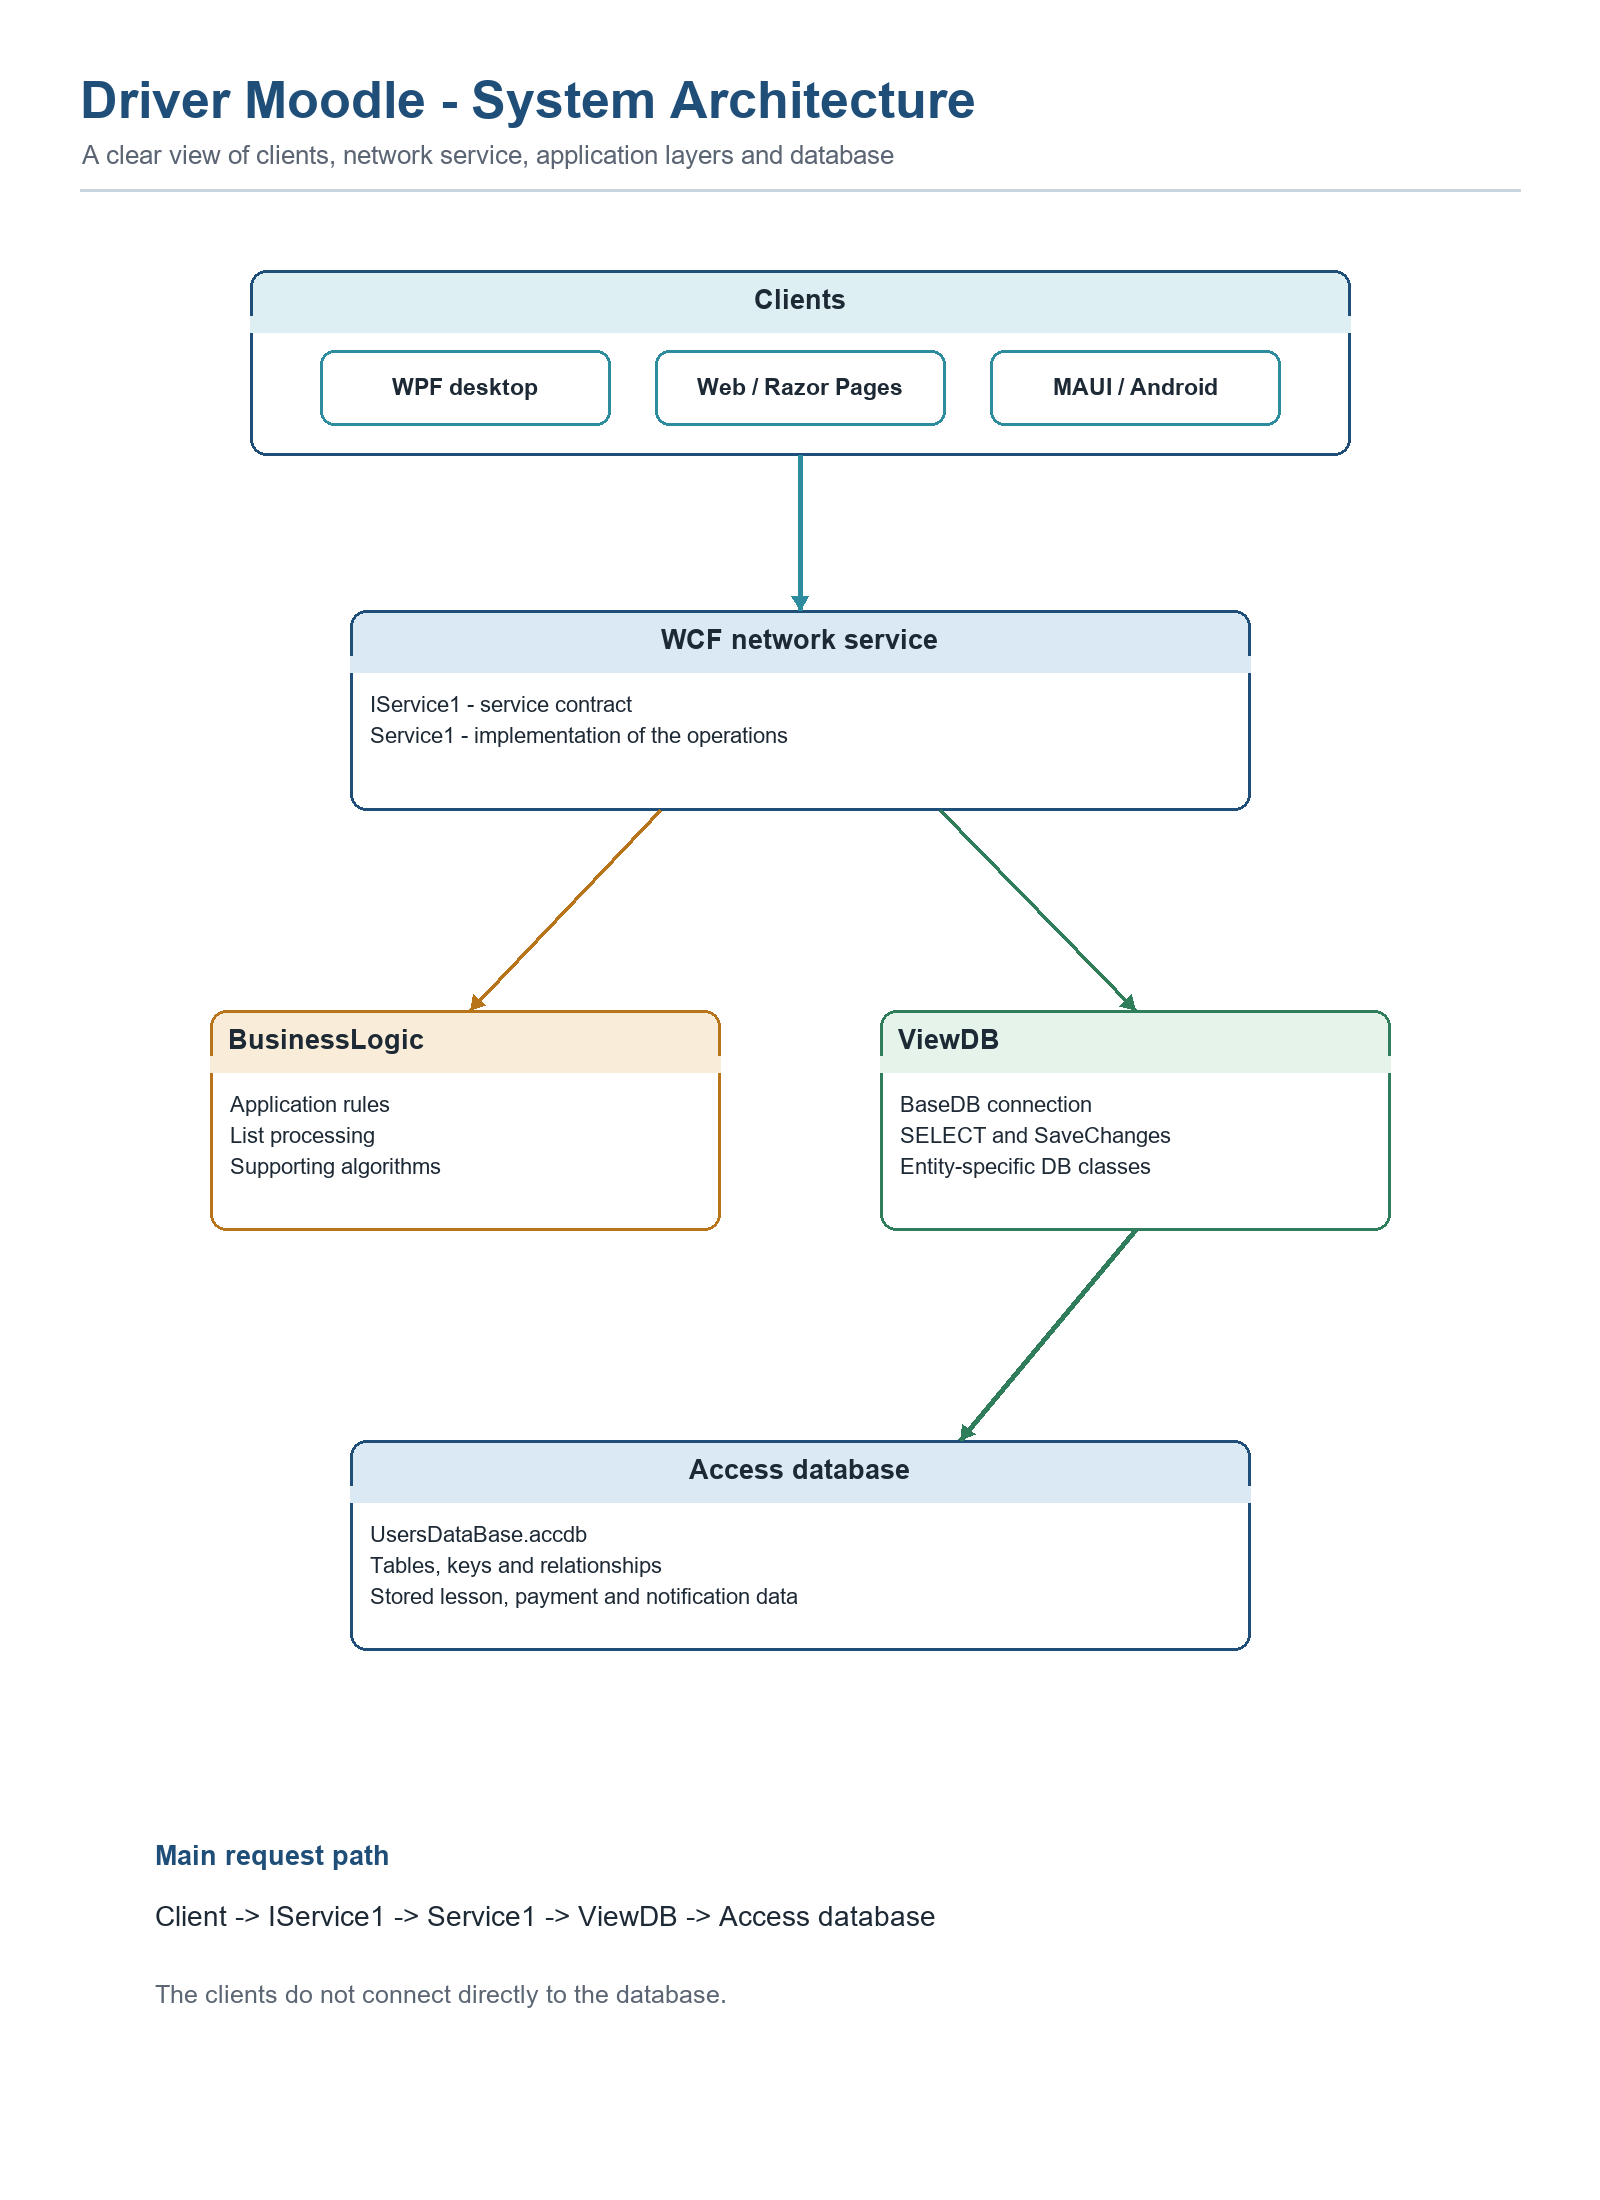 Driver Moodle - System Architecture
A clear view of clients, network service, application layers and database
Clients
WPF desktop
Web / Razor Pages
MAUI / Android
WCF network service
IService1 - service contract
Service1 - implementation of the operations
BusinessLogic
Application rules
List processing
Supporting algorithms
ViewDB
BaseDB connection
SELECT and SaveChanges
Entity-specific DB classes
Access database
UsersDataBase.accdb
Tables, keys and relationships
Stored lesson, payment and notification data
Main request path
Client -> IService1 -> Service1 -> ViewDB -> Access database
The clients do not connect directly to the database.